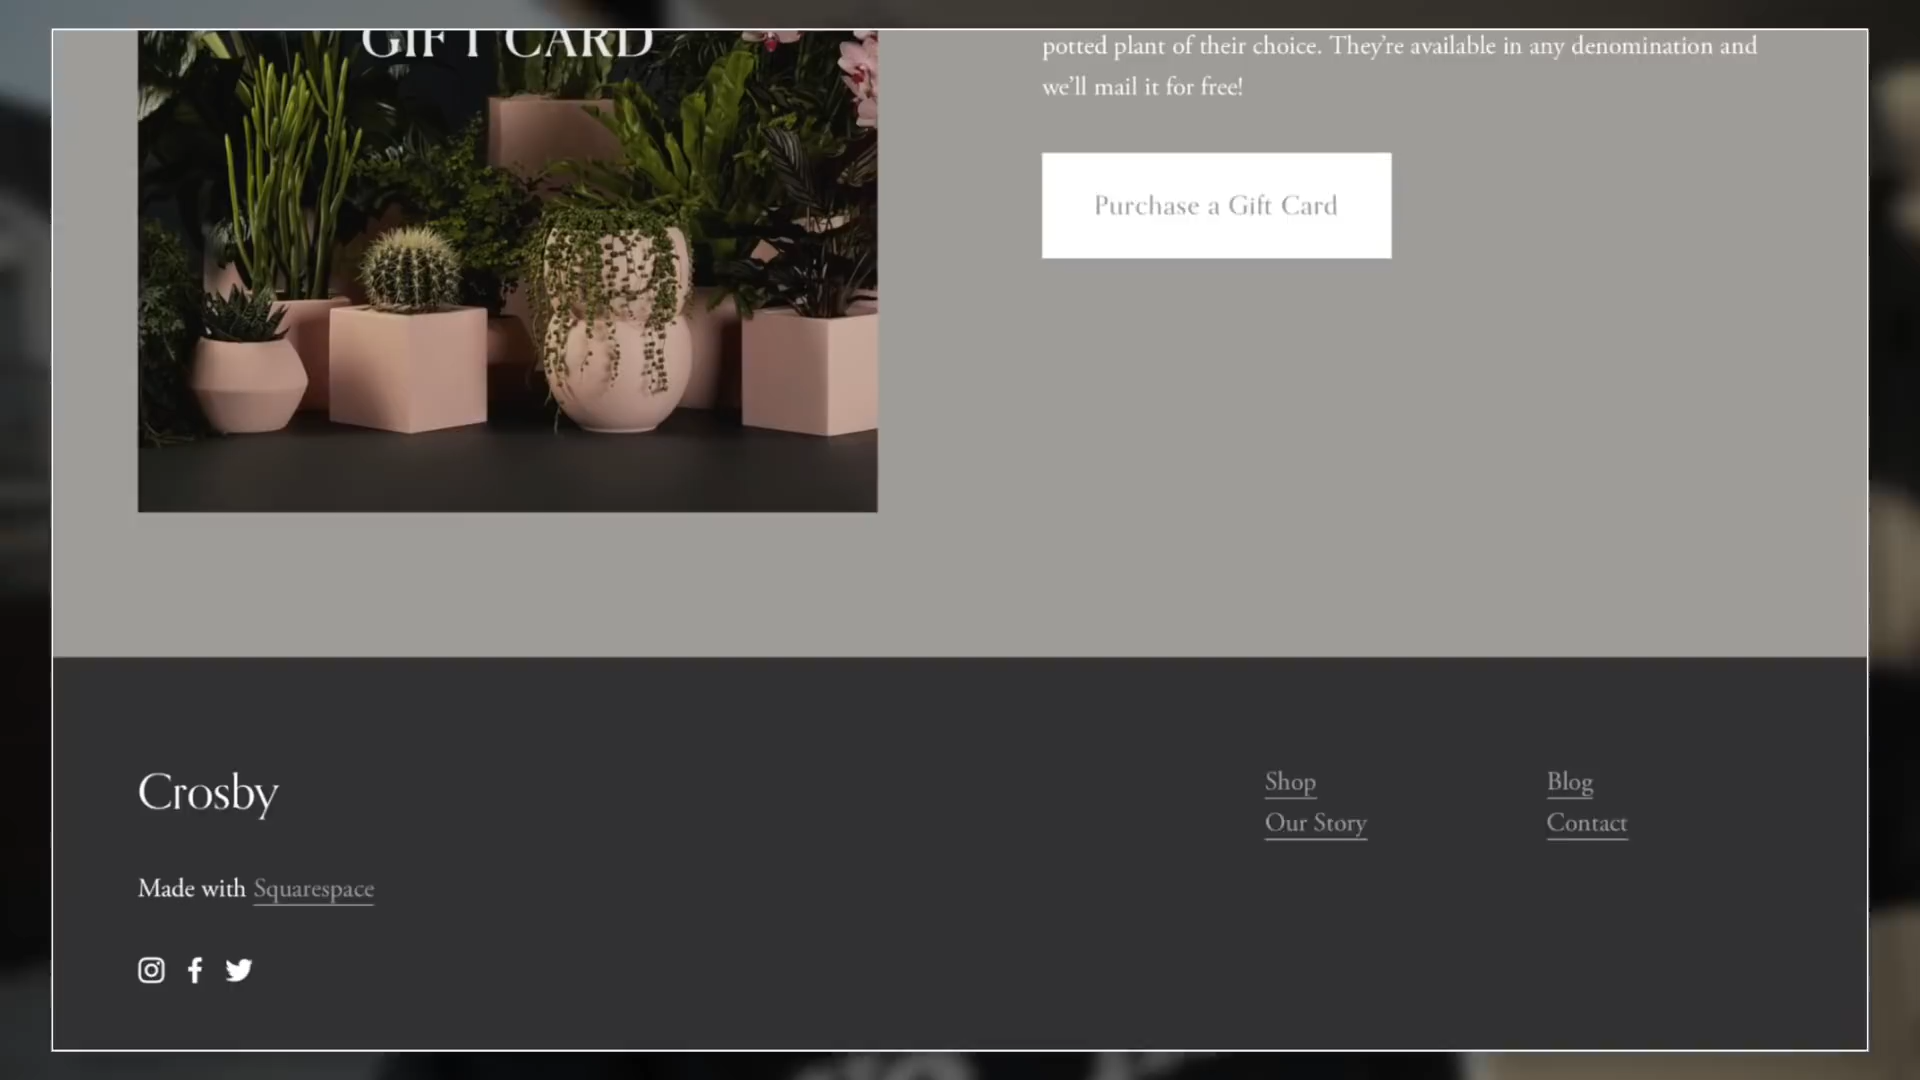 GIFT CARD
potted plant of their choice. They’re available in any denomination and
we’ll mail it for free!
Purchase a Gift Card
Crosby
Shop
Blog
Our Story
Contact
Made with Squarespace